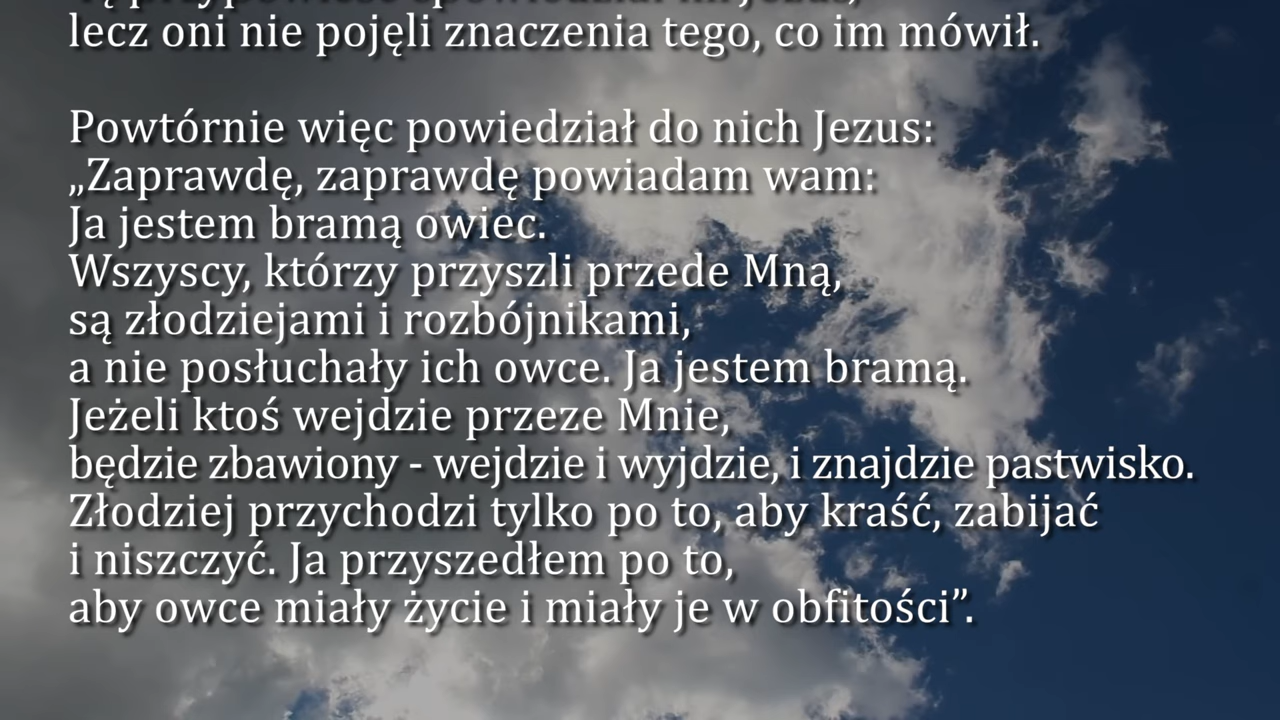 lecz oni nie pojęli znaczenia tego, co im mówił.
Powtórnie więc powiedział do nich Jezus:
„Zaprawdę, zaprawdę powiadam wam:
Ja jestem bramą owiec.
Wszyscy, którzy przyszli przede Mną,
są złodziejami i rozbójnikami,
a nie posłuchały ich owce. Ja jestem bramą.
Jeżeli ktoś wejdzie przeze Mnie,
będzie zbawiony - wejdzie i wyjdzie, i znajdzie pastwisko.
Złodziej przychodzi tylko po to, aby kraść, zabijać
i niszczyć. Ja przyszedłem po to,
aby owce miały życie i miały je w obfitości”.